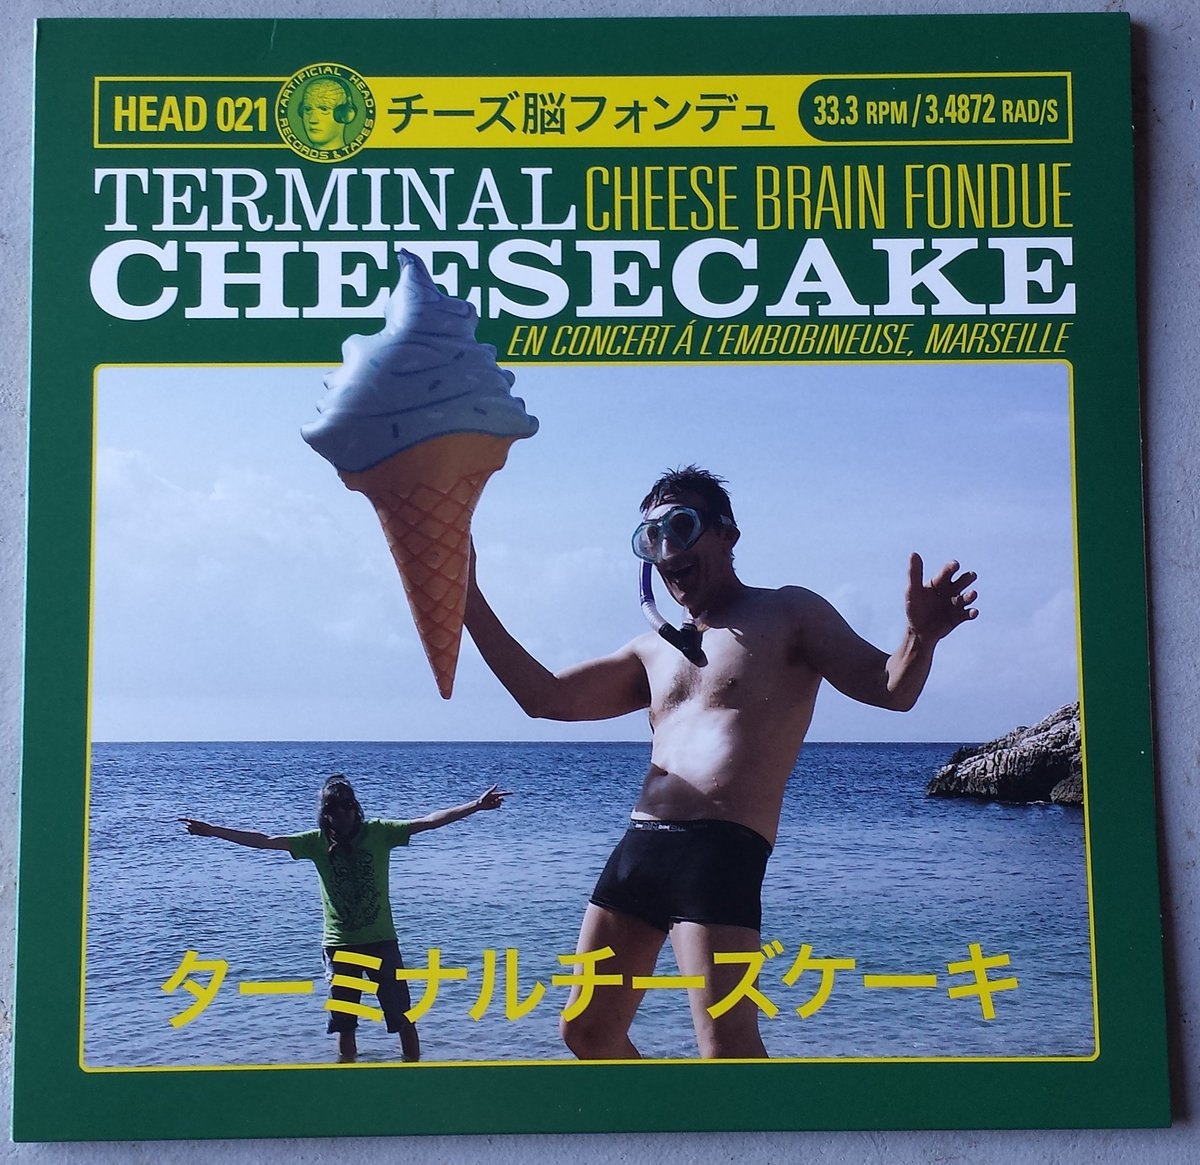 HEAD 021
ARTIFICIAL HEAD
RECORDS & TAPES
チーズ脳フォンデュ
33.3 RPM / 3.4872 RAD/S
TERMINAL CHEESE BRAIN FONDUE
CHEESECAKE
EN CONCERT Á L'EMBOBINEUSE, MARSEILLE
ターミナルチーズケーキ